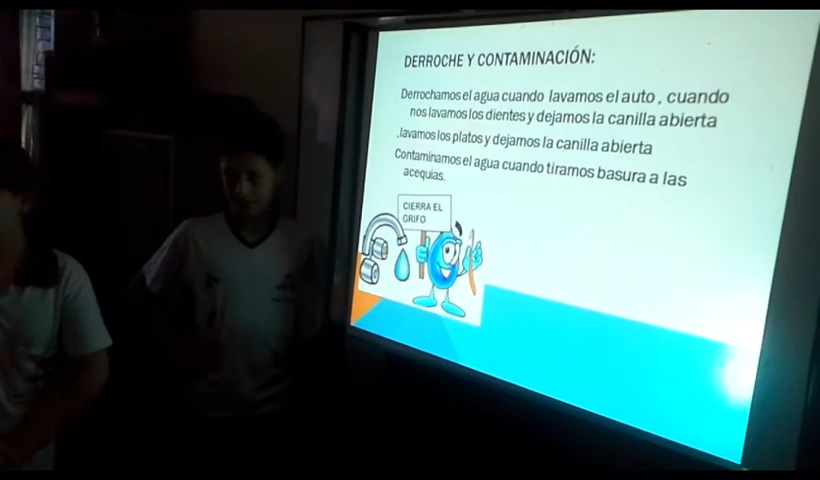 DERROCHE Y CONTAMINACIÓN:
Derrochamos el agua cuando lavamos el auto , cuando
nos lavamos los dientes y dejamos la canilla abierta
,lavamos los platos y dejamos la canilla abierta
Contaminamos el agua cuando tiramos basura a las
acequias.
CIERRA EL
GRIFO